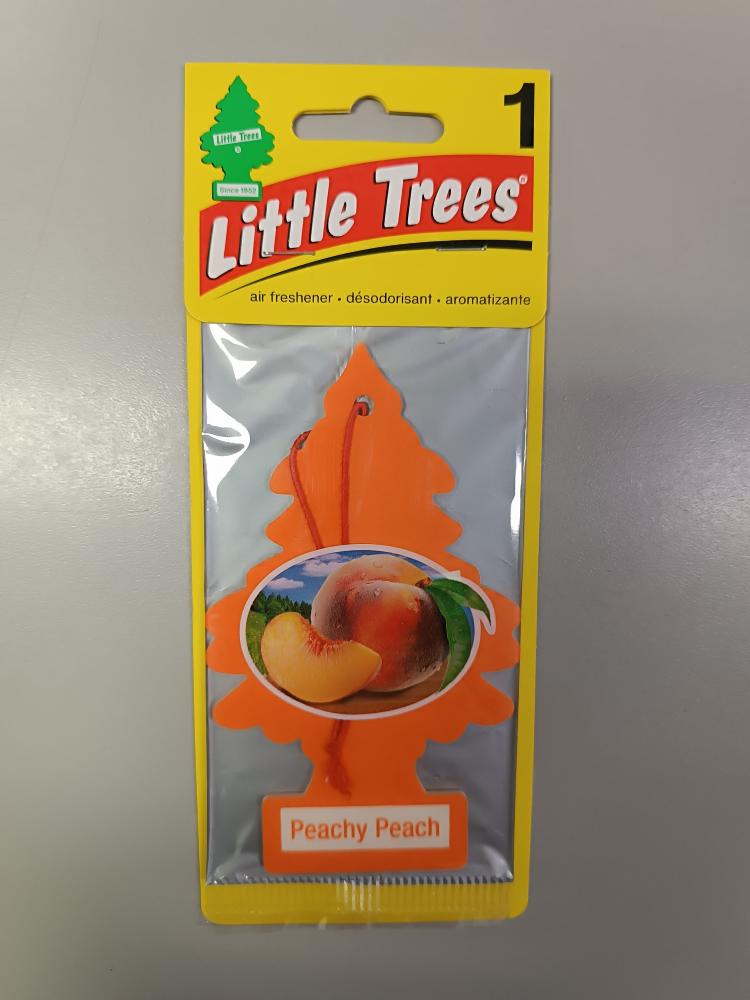 1
Little Trees
Since 1952
Little Trees®
air freshener • désodorisant • aromatizante
Peachy Peach